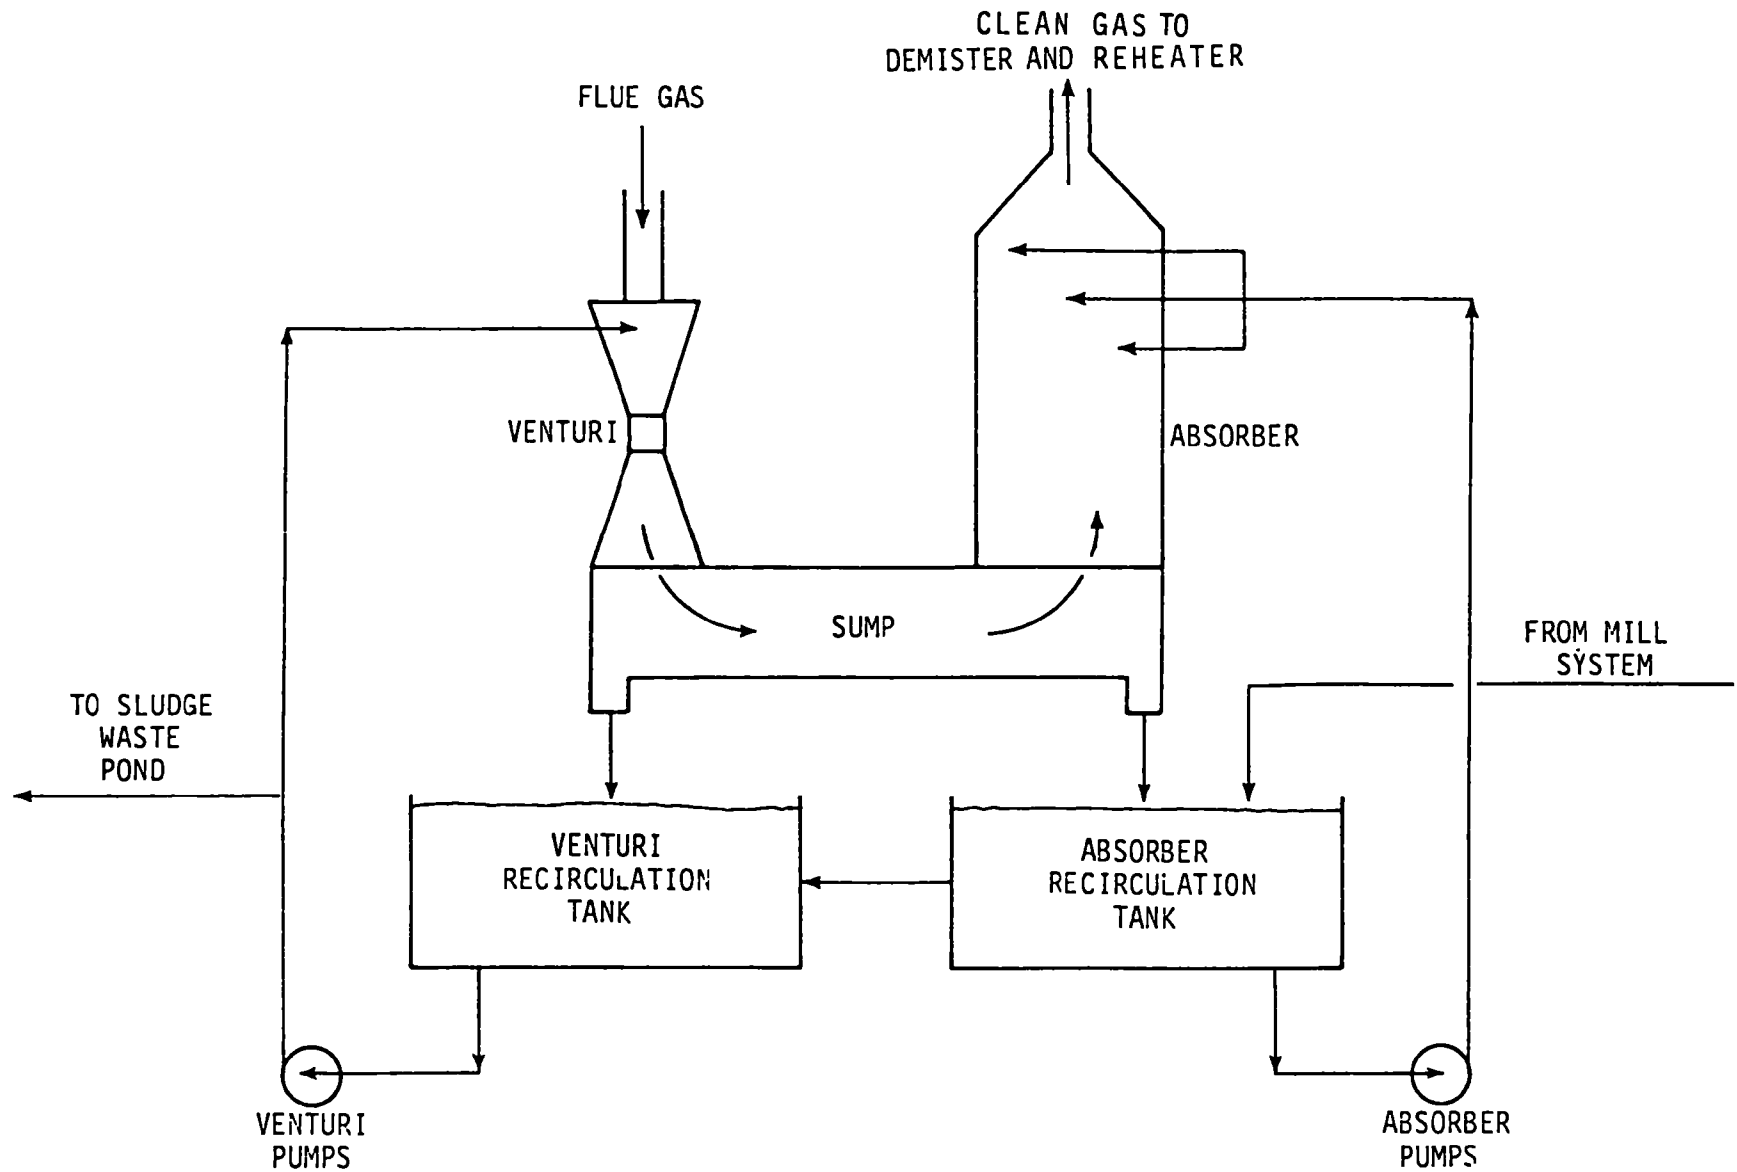 CLEAN GAS TO
DEMISTER AND REHEATER
FLUE GAS
VENTURI
ABSORBER
SUMP
FROM MILL
SYSTEM
TO SLUDGE
WASTE
POND
VENTURI
RECIRCULATION
TANK
ABSORBER
RECIRCULATION
TANK
VENTURI
PUMPS
ABSORBER
PUMPS